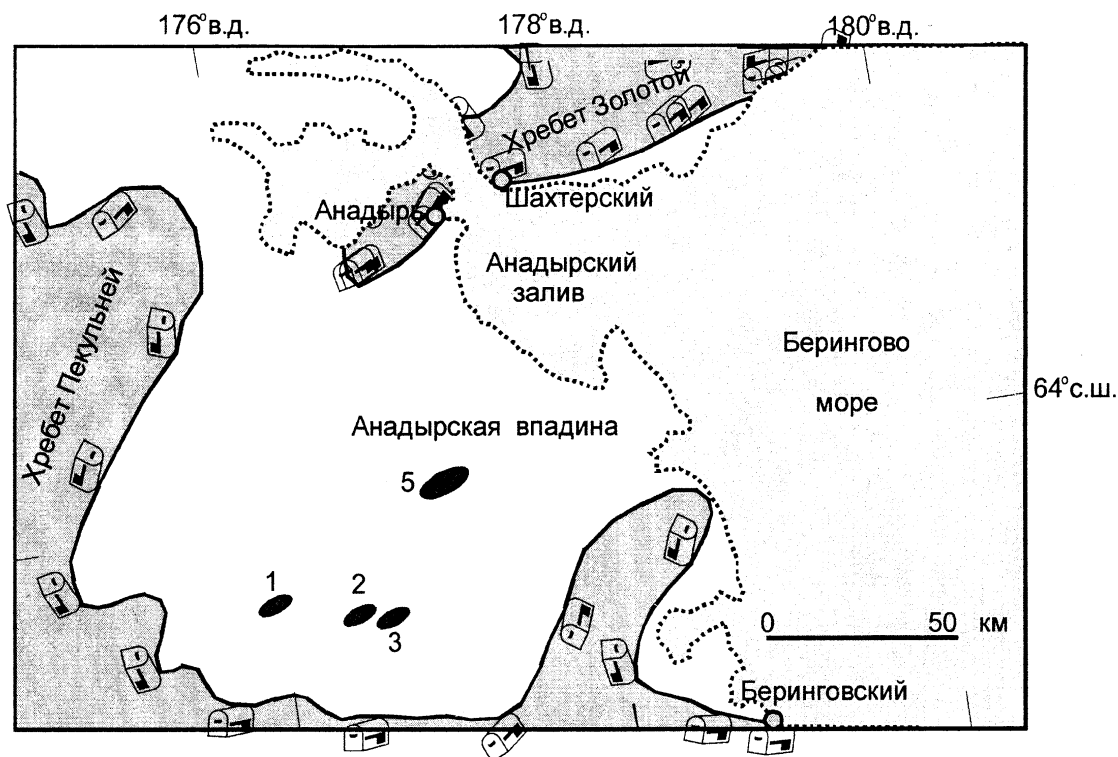 176°в.д.
178°в.д.
180°в.д.
Хребет Золотой
Шахтерский
Анадырь
Анадырский
залив
Хребет Пекульней
Берингово
море
64°с.ш.
Анадырская впадина
5
1
2
3
0 50 км
Беринговский